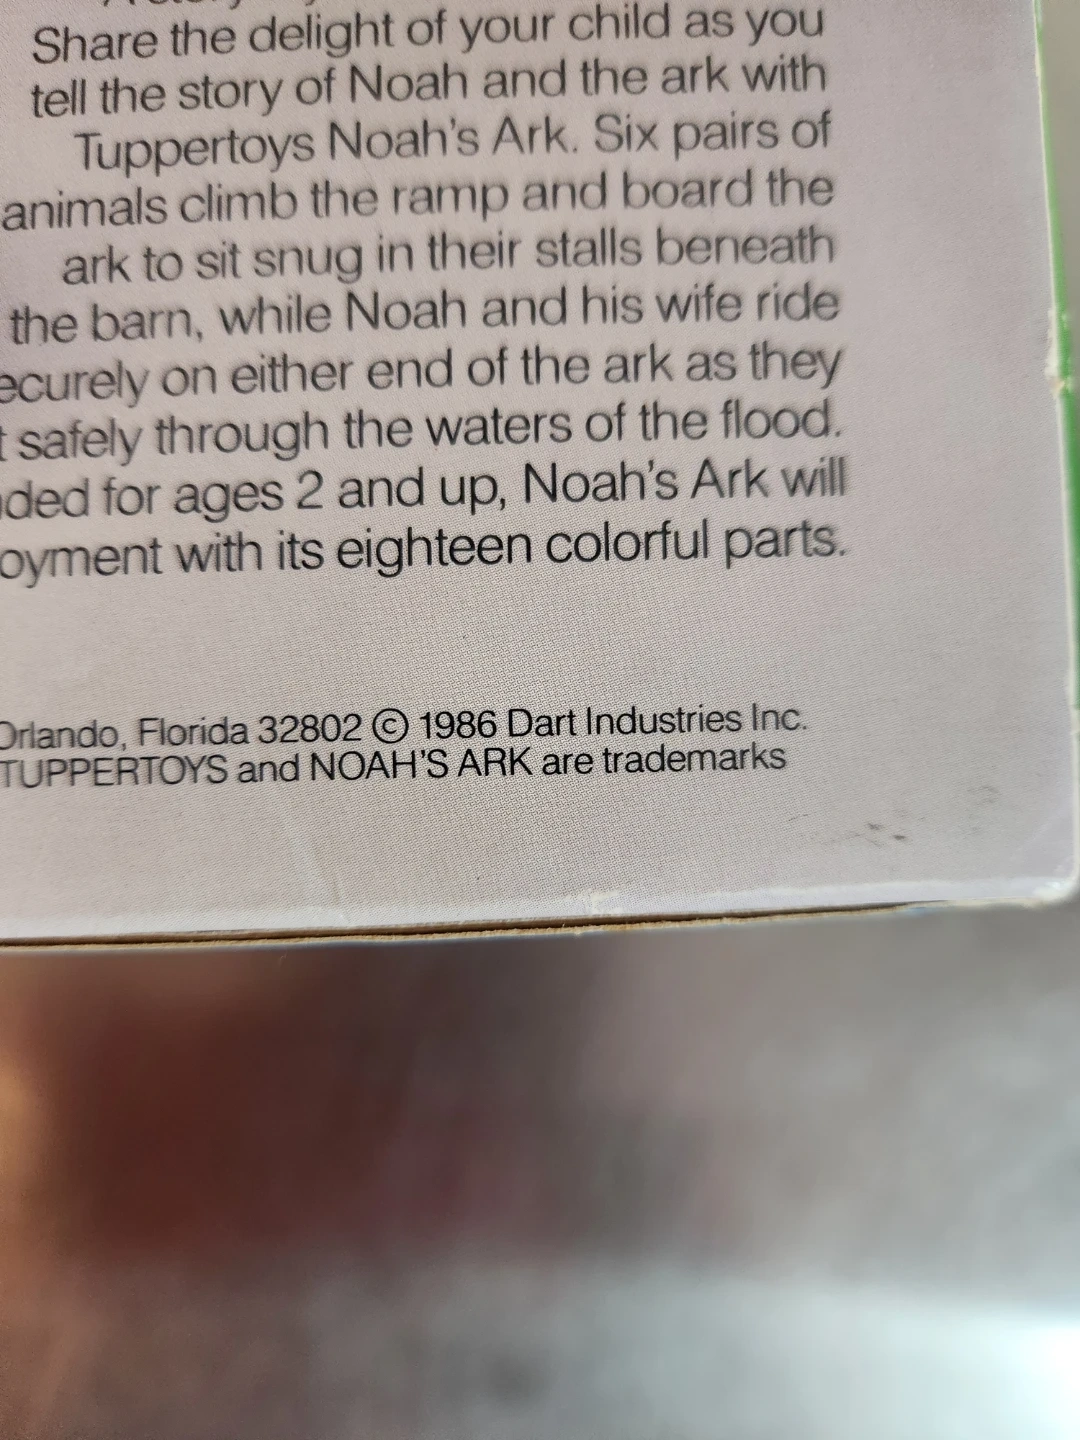 Share the delight of your child as you
tell the story of Noah and the ark with
Tuppertoys Noah's Ark. Six pairs of
animals climb the ramp and board the
ark to sit snug in their stalls beneath
the barn, while Noah and his wife ride
ecurely on either end of the ark as they
t safely through the waters of the flood.
ded for ages 2 and up, Noah's Ark will
oyment with its eighteen colorful parts.
Orlando, Florida 32802 © 1986 Dart Industries Inc.
TUPPERTOYS and NOAH'S ARK are trademarks